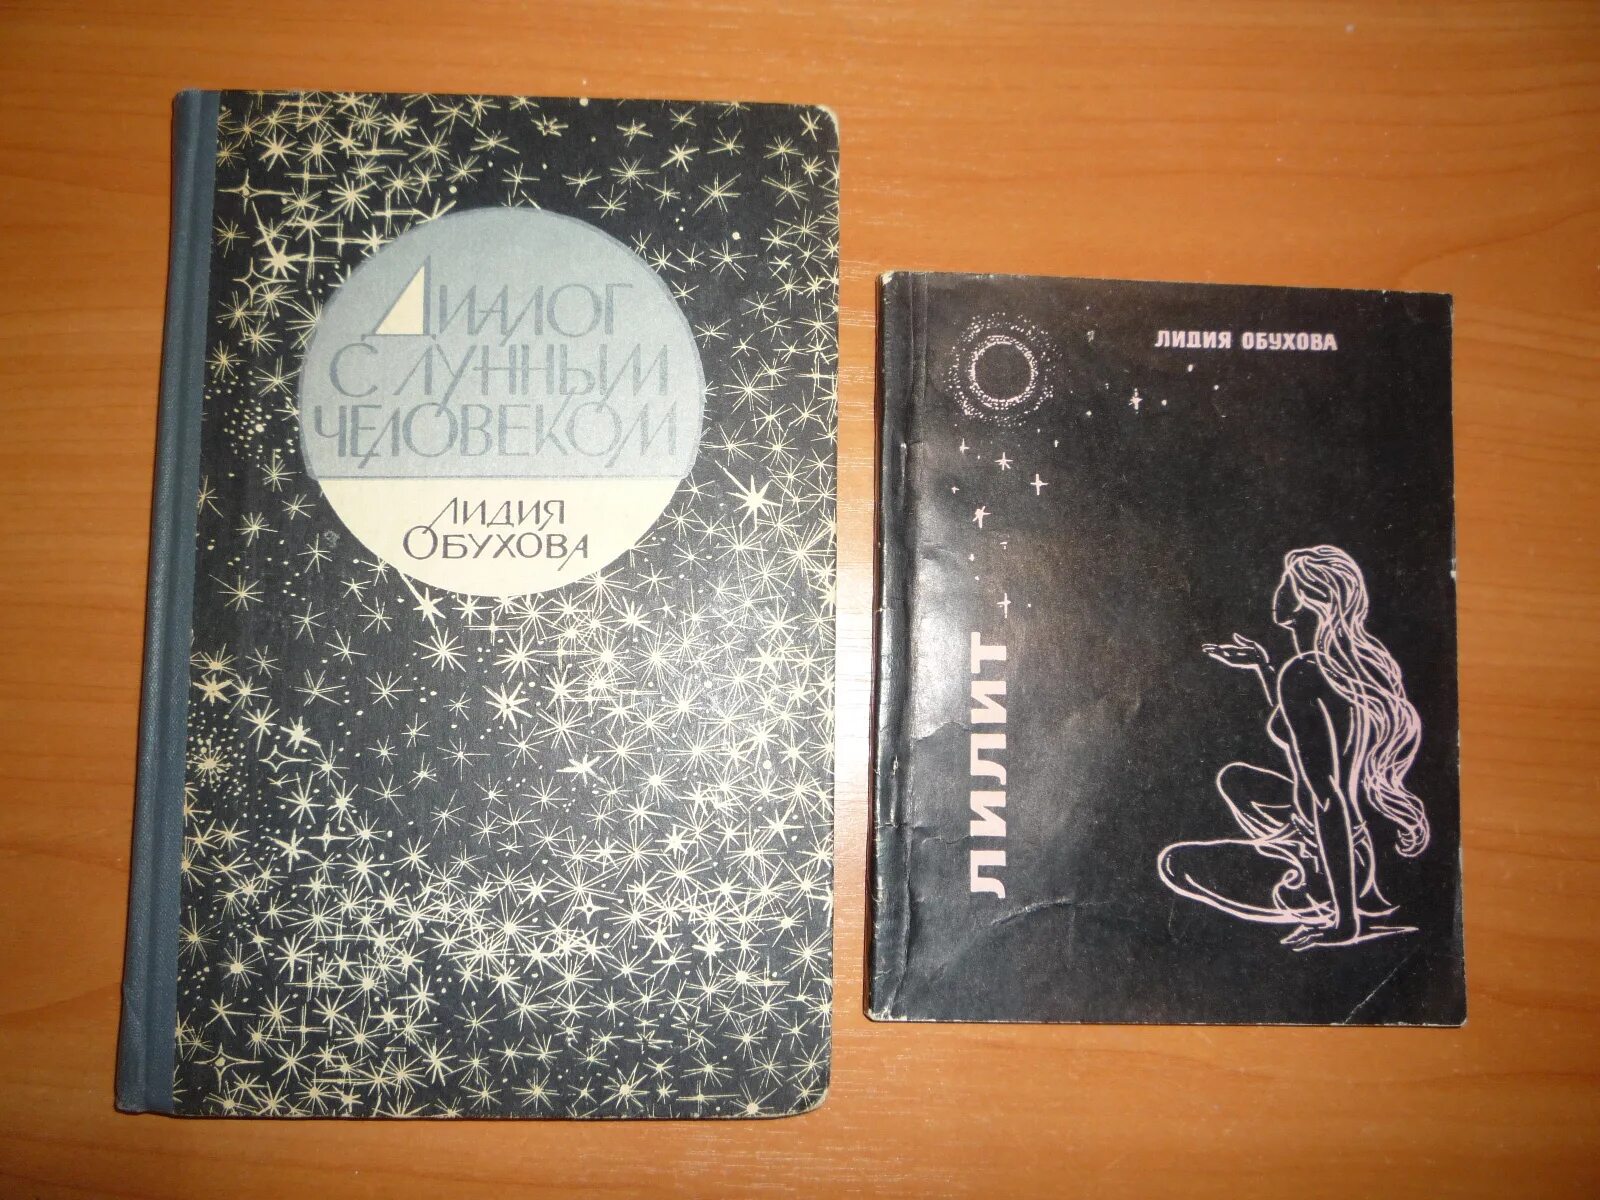 Диалог
с лунным
человеком
Лидия
Обухова
ЛИДИЯ ОБУХОВА
ЛИЛИТ